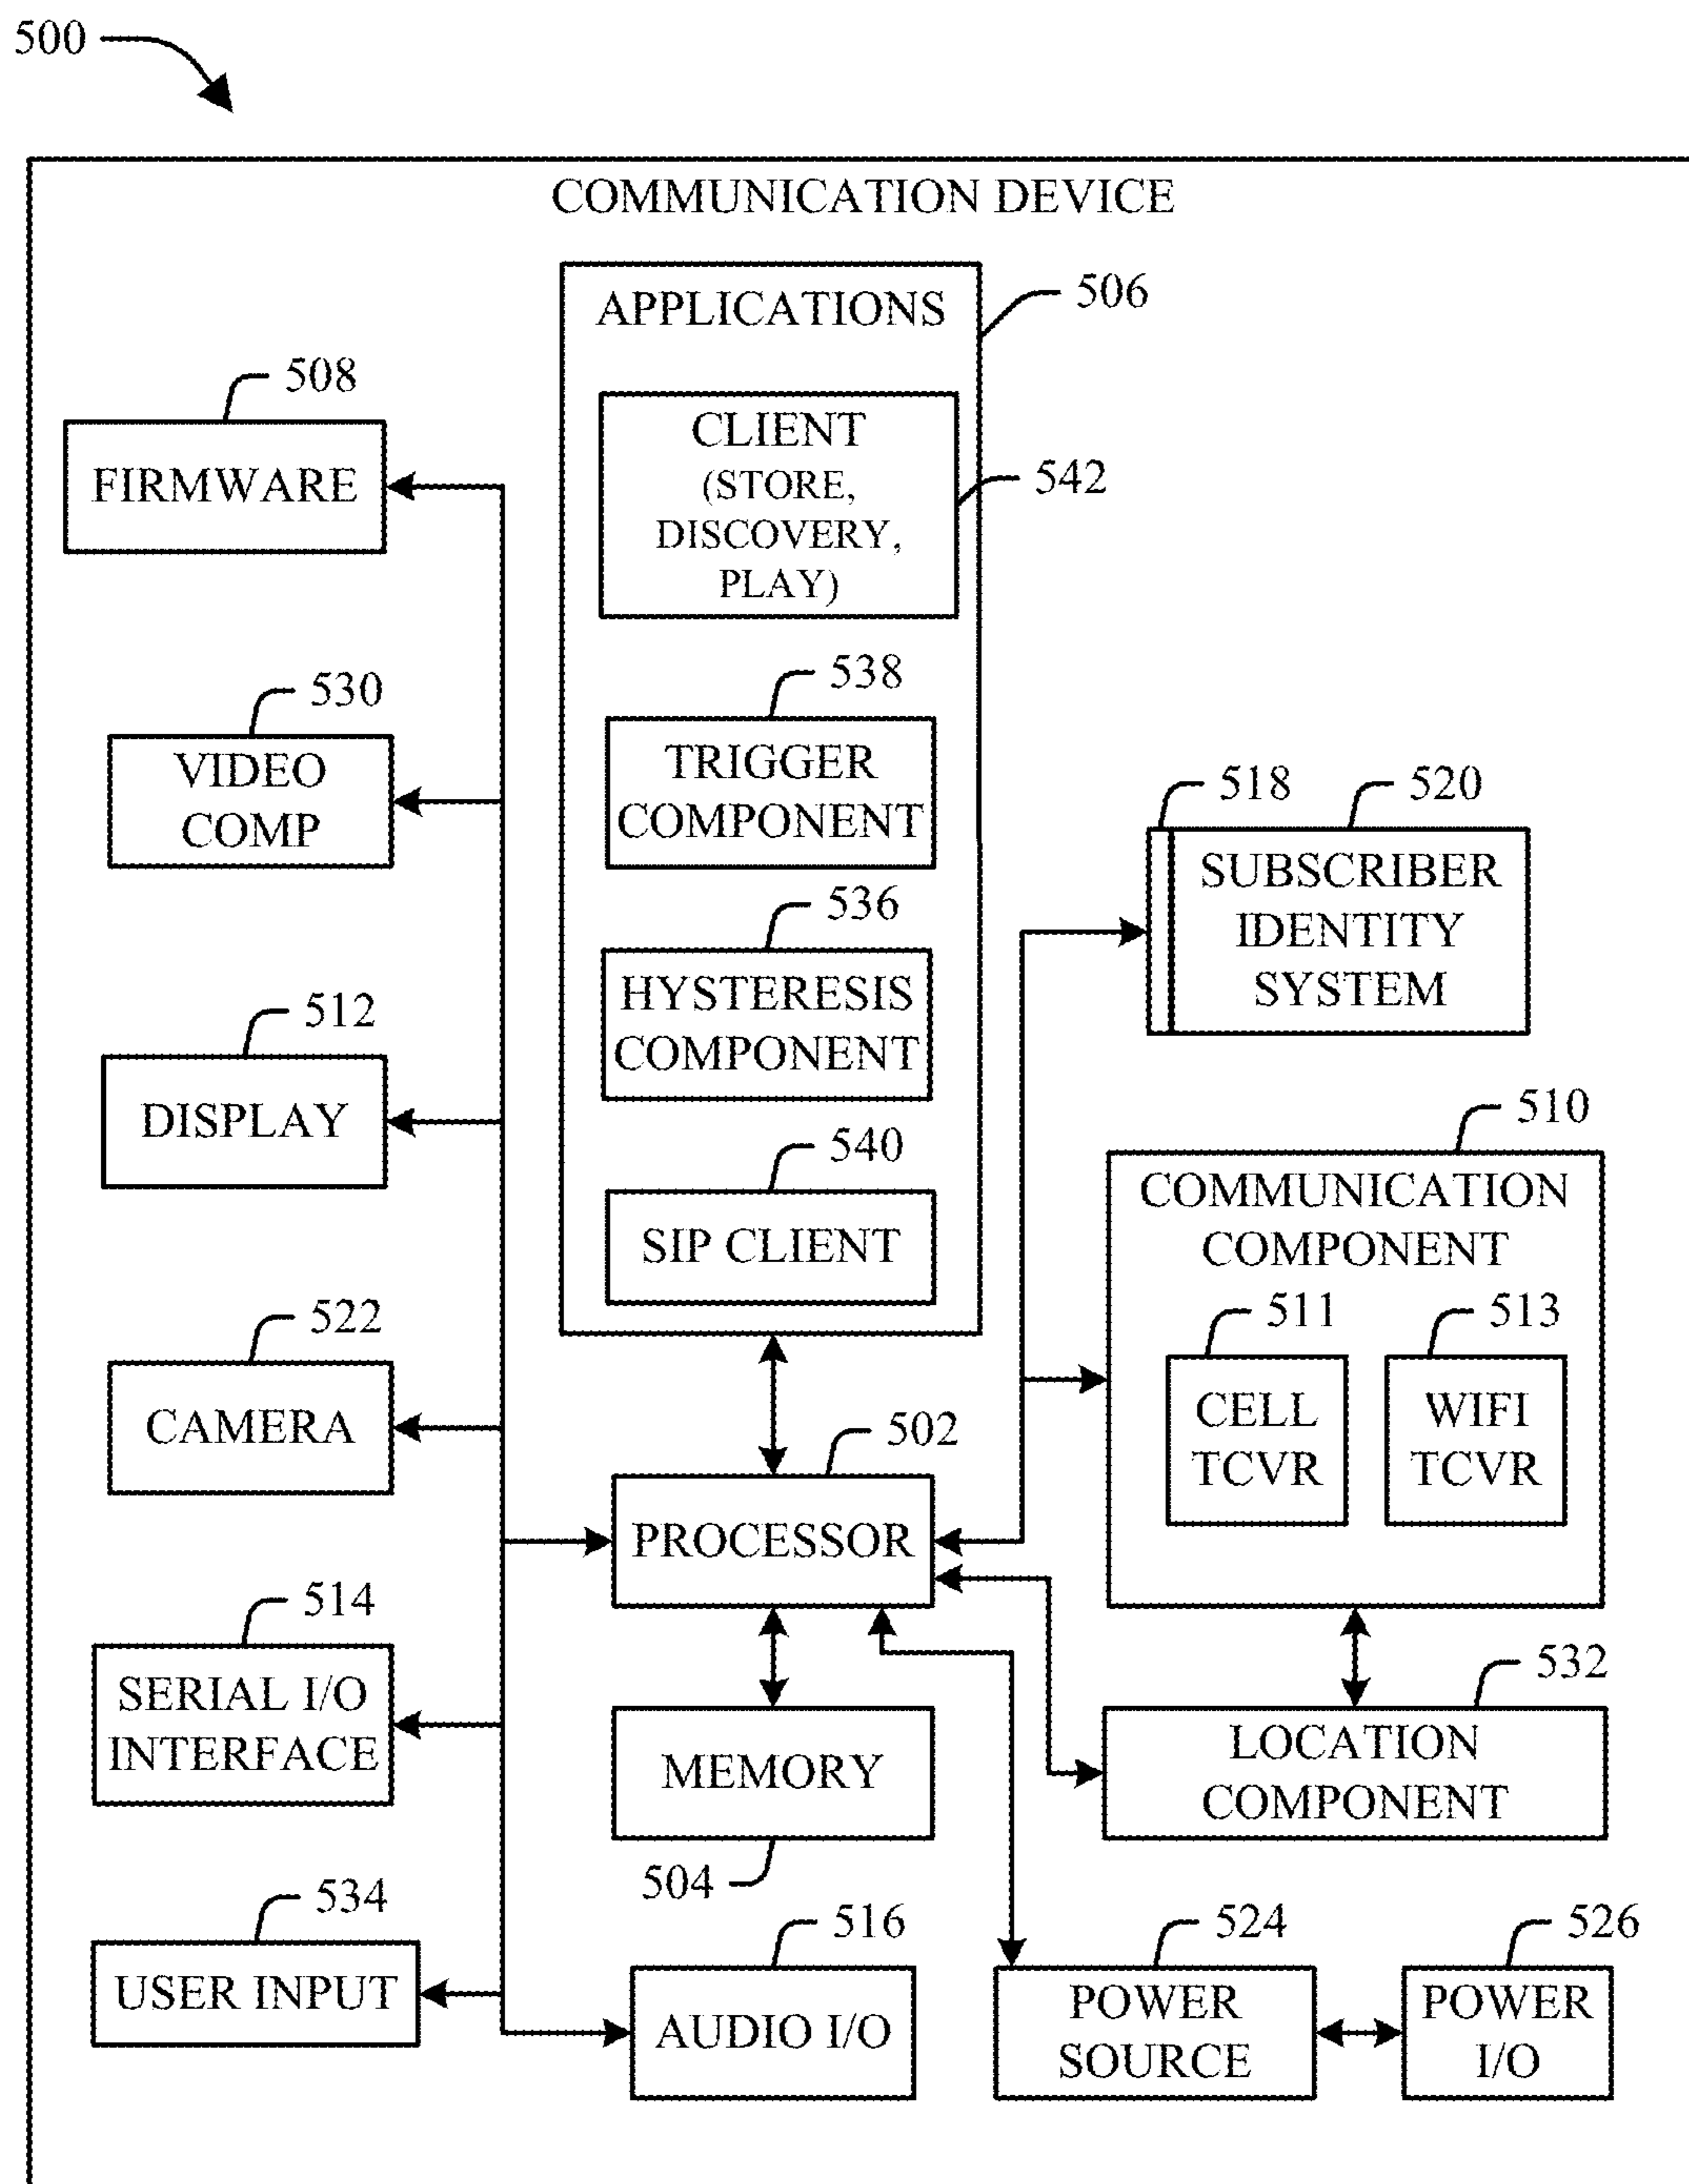 500
COMMUNICATION DEVICE
APPLICATIONS
506
CLIENT
(STORE,
DISCOVERY,
PLAY)
542
508
FIRMWARE
538
TRIGGER
COMPONENT
530
VIDEO
COMP
518
520
SUBSCRIBER
IDENTITY
SYSTEM
536
HYSTERESIS
COMPONENT
512
DISPLAY
540
SIP CLIENT
510
COMMUNICATION
COMPONENT
511
CELL
TCVR
513
WIFI
TCVR
522
CAMERA
502
PROCESSOR
514
SERIAL I/O
INTERFACE
MEMORY
504
532
LOCATION
COMPONENT
534
USER INPUT
516
AUDIO I/O
524
POWER
SOURCE
526
POWER
I/O